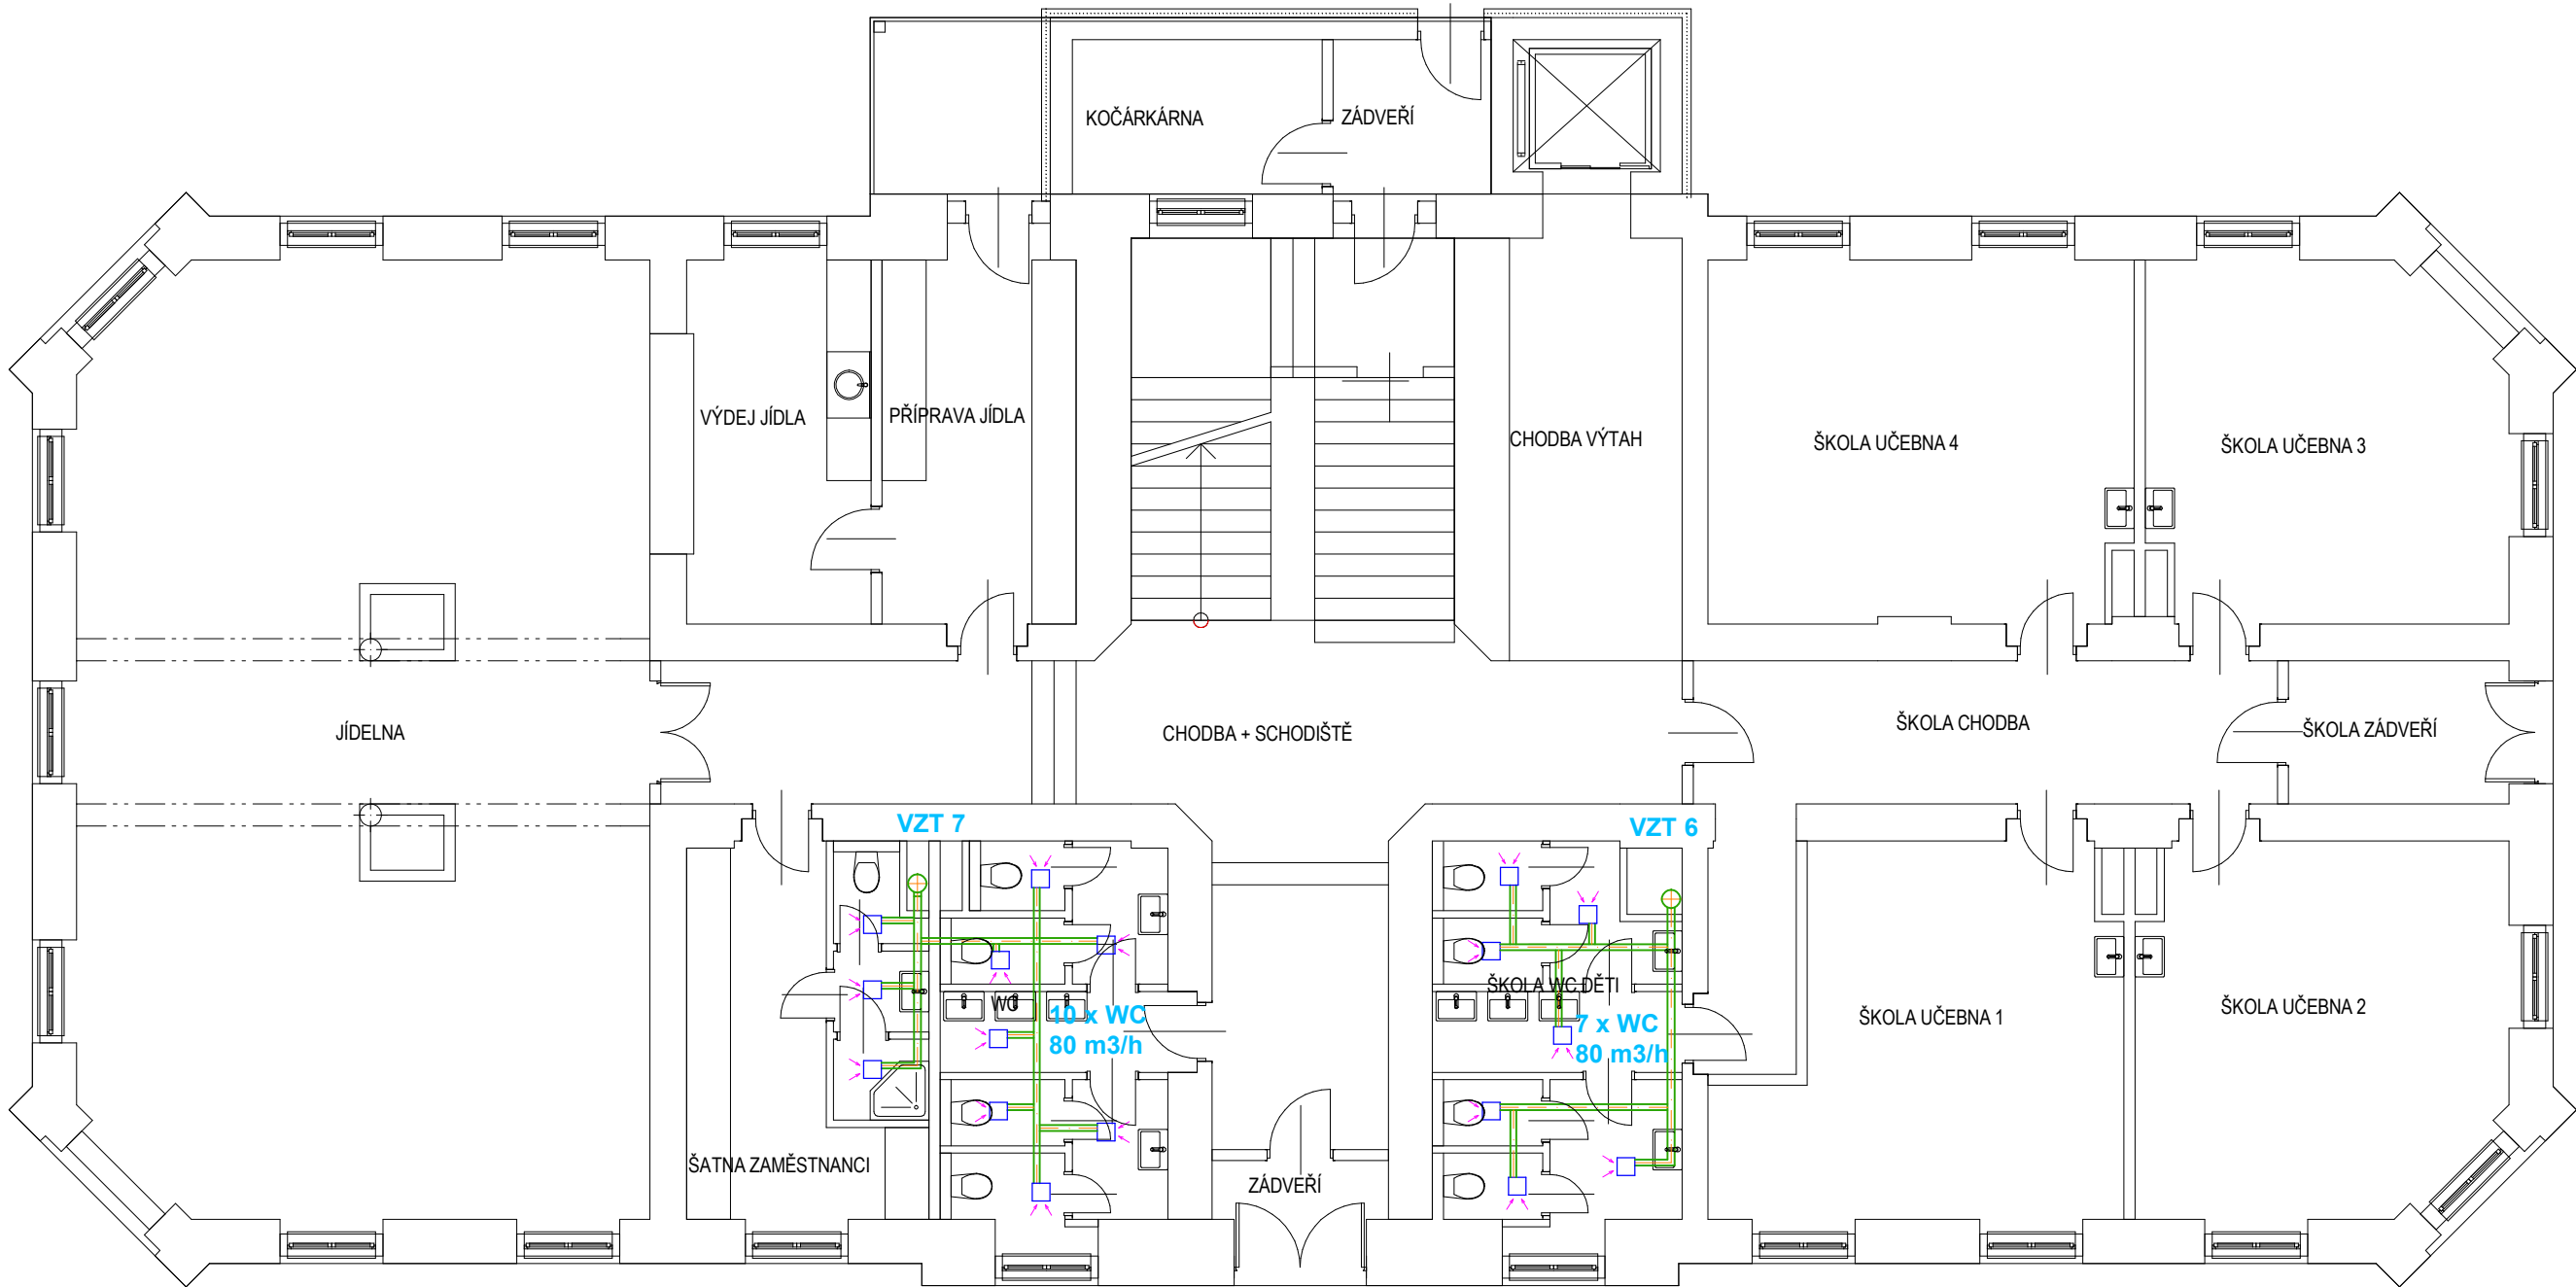 KOČÁRKÁRNA
ZÁDVEŘÍ
VÝDEJ JÍDLA
PŘÍPRAVA JÍDLA
CHODBA VÝTAH
ŠKOLA UČEBNA 4
ŠKOLA UČEBNA 3
JÍDELNA
CHODBA + SCHODIŠTĚ
ŠKOLA CHODBA
ŠKOLA ZÁDVEŘÍ
VZT 7
VZT 6
WC
10 x WC
80 m3/h
ŠKOLA WC DĚTI
7 x WC
80 m3/h
ŠKOLA UČEBNA 1
ŠKOLA UČEBNA 2
ŠATNA ZAMĚSTNANCI
ZÁDVEŘÍ